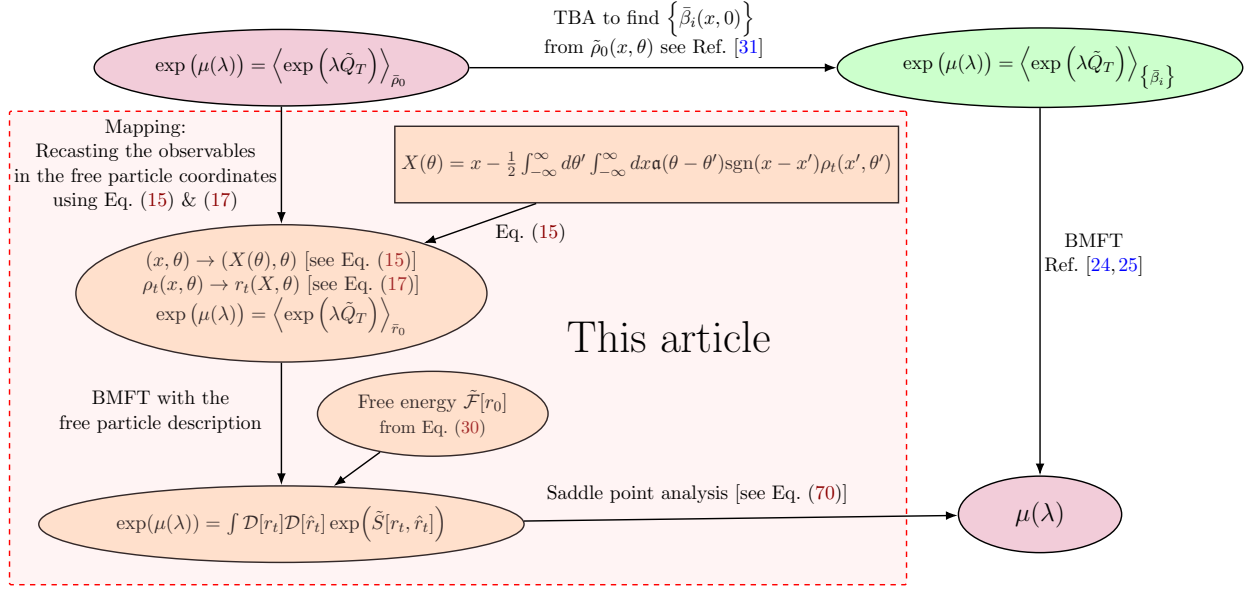 exp (μ(λ)) = ⟨exp (λQ̃_T)⟩_{ρ̄₀}
TBA to find {β̄_i(x, 0)}
from ρ̃₀(x, θ) see Ref. [31]
exp (μ(λ)) = ⟨exp (λQ̃_T)⟩_{{β̄_i}}
Mapping:
Recasting the observables
in the free particle coordinates
using Eq. (15) & (17)
X(θ) = x − ½ ∫_{−∞}^{∞} dθ′ ∫_{−∞}^{∞} dx𝔞(θ − θ′)sgn(x − x′)ρ_t(x′, θ′)
Eq. (15)
(x, θ) → (X(θ), θ) [see Eq. (15)]
ρ_t(x, θ) → r_t(X, θ) [see Eq. (17)]
exp (μ(λ)) = ⟨exp (λQ̃_T)⟩_{r̄₀}
BMFT
Ref. [24, 25]
This article
BMFT with the
free particle description
Free energy ℱ̃[r₀]
from Eq. (30)
exp(μ(λ)) = ∫ 𝒟[r_t]𝒟[r̂_t] exp(S̃[r_t, r̂_t])
Saddle point analysis [see Eq. (70)]
μ(λ)